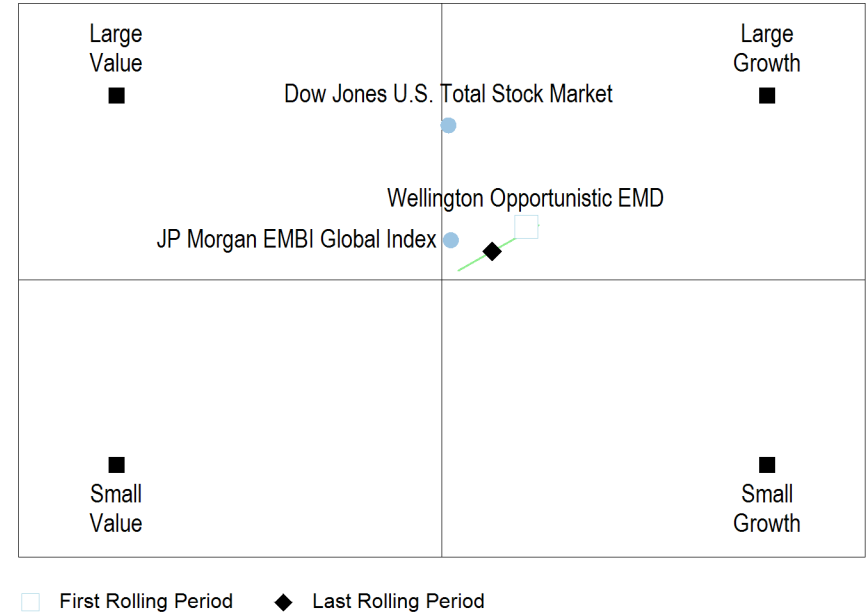 Large
Value
Large
Growth
Dow Jones U.S. Total Stock Market
Wellington Opportunistic EMD
JP Morgan EMBI Global Index
Small
Value
Small
Growth
First Rolling Period
Last Rolling Period